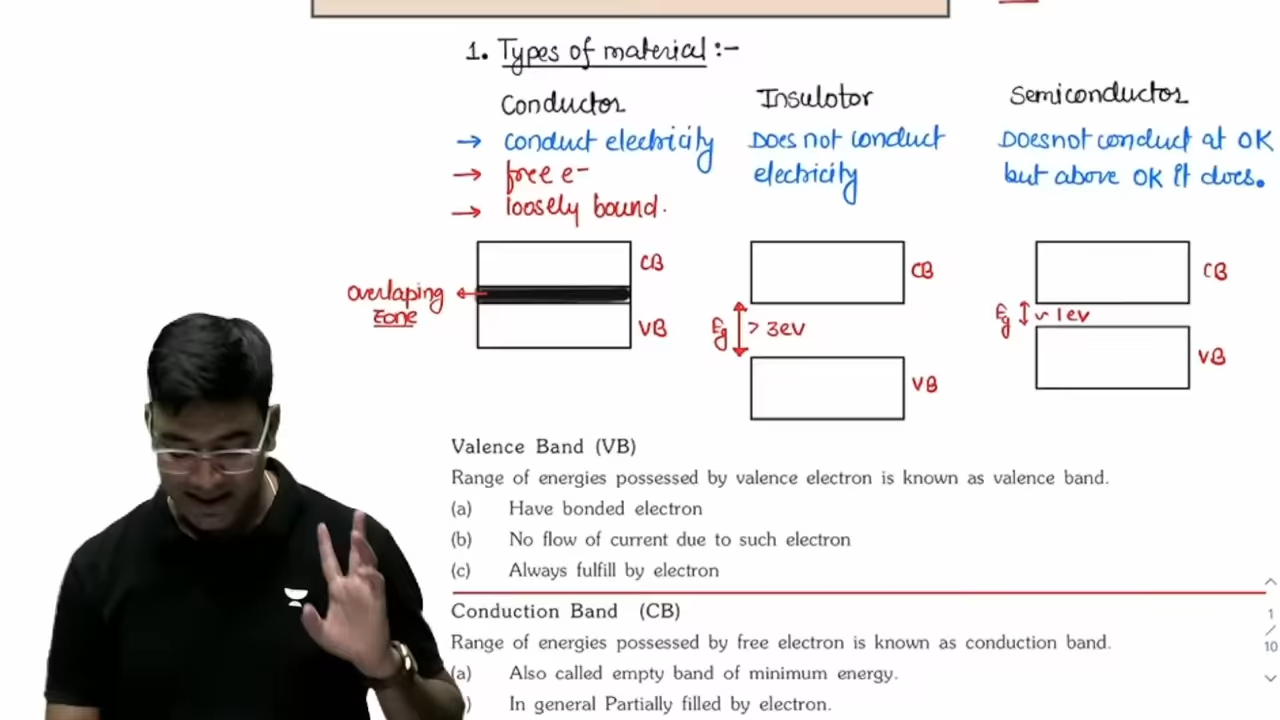 1. Types of material :-
Conductor
Insulotor
Semiconductor
→ conduct electricity
→ free e-
→ loosely bound.
Does not conduct
electricity
Doesnot conduct at 0K
but above 0K it does.
CB
Overlaping
Zone
VB
CB
Eg > 3ev
VB
CB
Eg ~ 1ev
VB
Valence Band (VB)
Range of energies possessed by valence electron is known as valence band.
(a) Have bonded electron
(b) No flow of current due to such electron
(c) Always fulfill by electron
Conduction Band (CB)
Range of energies possessed by free electron is known as conduction band.
(a) Also called empty band of minimum energy.
) In general Partially filled by electron.
1
/
10